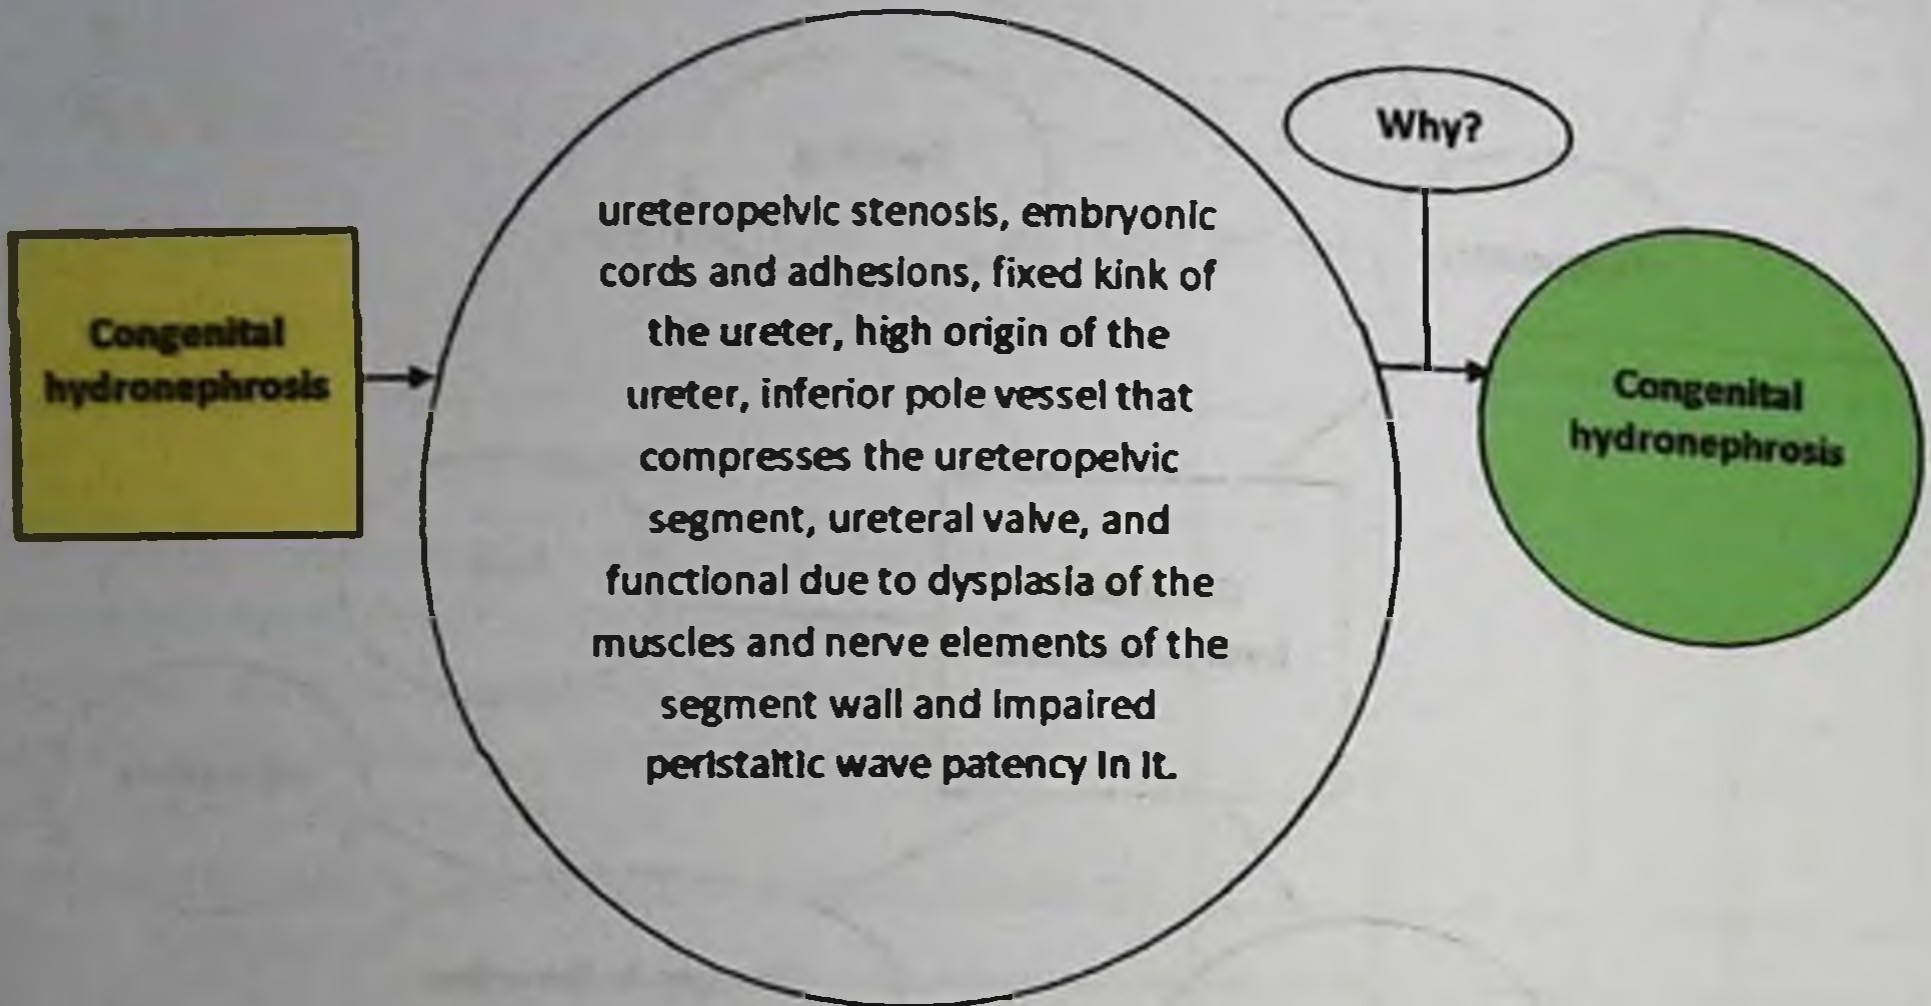 Congenital
hydronephrosis
ureteropelvic stenosis, embryonic
cords and adhesions, fixed kink of
the ureter, high origin of the
ureter, inferior pole vessel that
compresses the ureteropelvic
segment, ureteral valve, and
functional due to dysplasia of the
muscles and nerve elements of the
segment wall and impaired
peristaltic wave patency in it.
Why?
Congenital
hydronephrosis